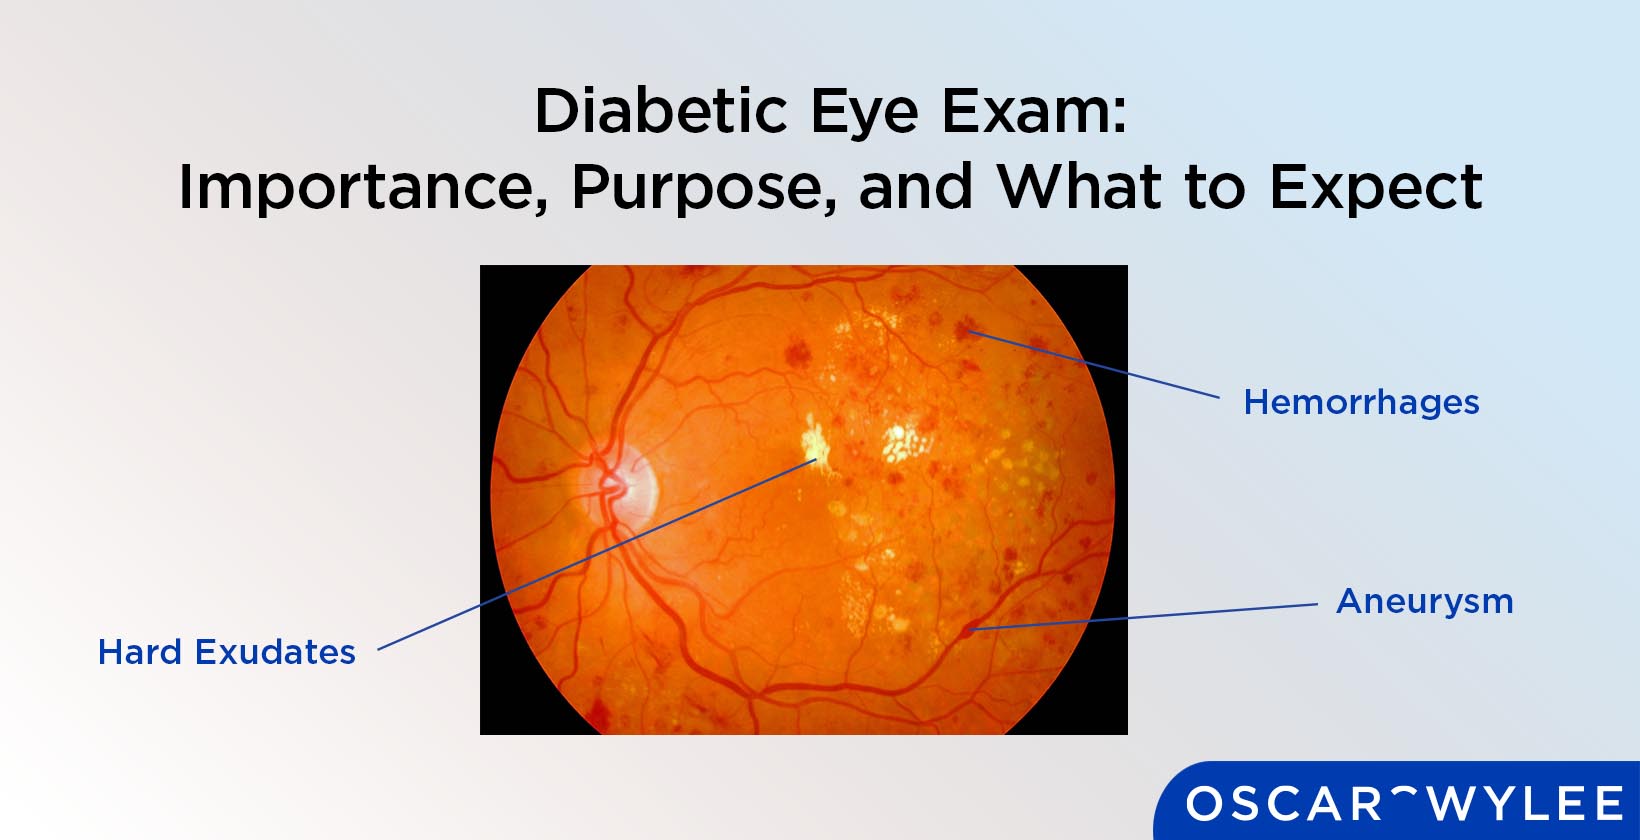 Diabetic Eye Exam:
Importance, Purpose, and What to Expect
Hemorrhages
Aneurysm
Hard Exudates
OSCAR WYLEE